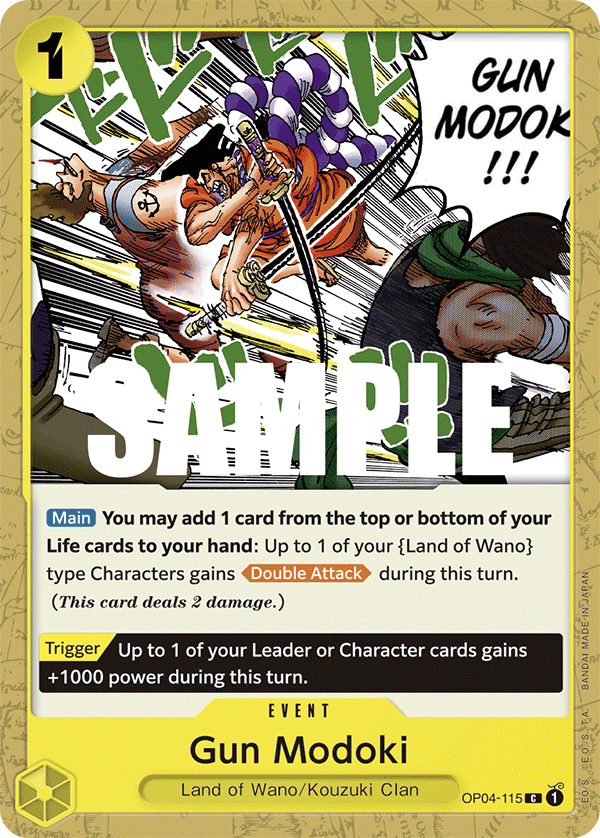 1
GUN
MODOK
!!!
SAMPLE
Main You may add 1 card from the top or bottom of your
Life cards to your hand: Up to 1 of your {Land of Wano}
type Characters gains Double Attack during this turn.
(This card deals 2 damage.)
Trigger Up to 1 of your Leader or Character cards gains
+1000 power during this turn.
EVENT
Gun Modoki
Land of Wano/Kouzuki Clan
OP04-115 C 1
©E.O./S. ©E.O./S.,T.A. BANDAI MADE IN JAPAN